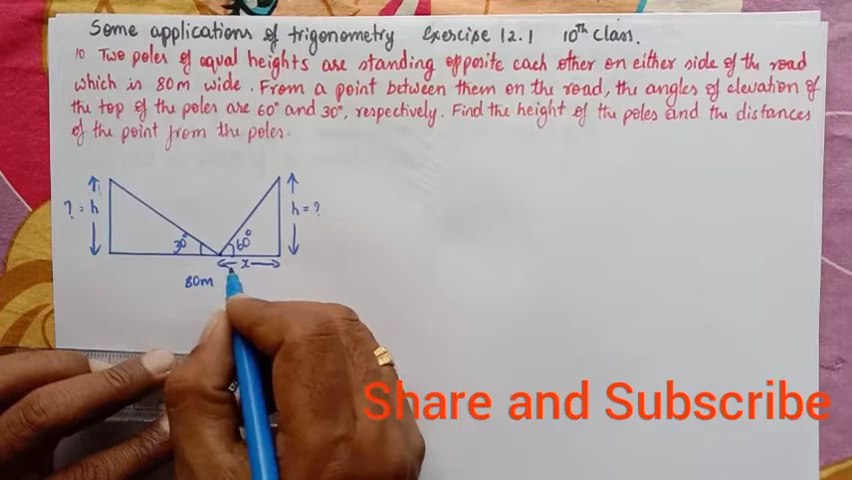 Some applications of trigonometry Exercise 12.1 10th Class.
10 Two poles of equal heights are standing opposite each other on either side of the road
which is 80m wide. From a point between them on the road, the angles of elevation of
the top of the poles are 60° and 30°, respectively. Find the height of the poles and the distances
of the point from the poles.
? = h
30°
60°
h = ?
x
80m
Share and Subscribe